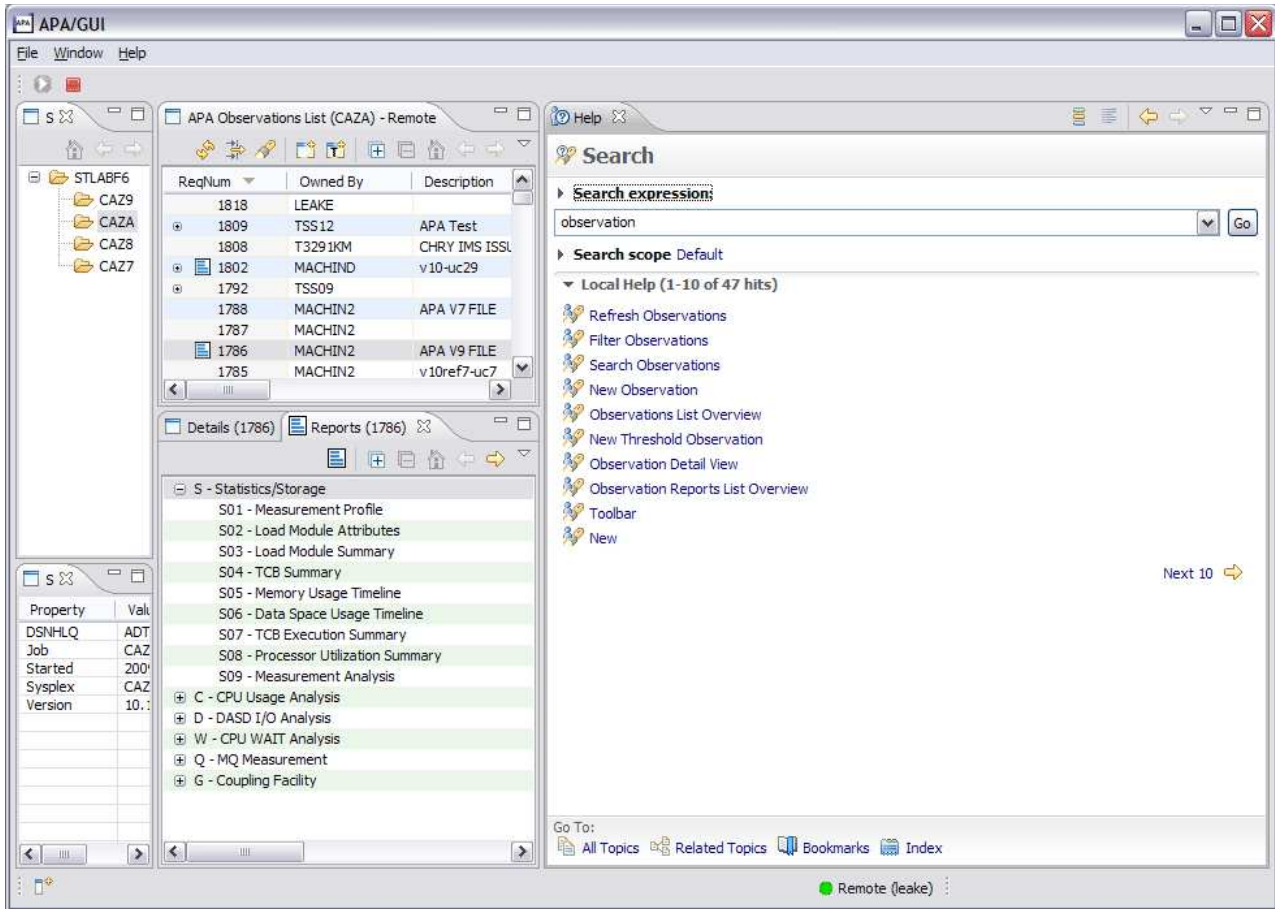 APA/GUI
File Window Help
S
STLABF6
CAZ9
CAZA
CAZ8
CAZ7
S
Property
DSNHLQ ADT
Job CAZ
Started 200
Sysplex CAZ
Version 10.
APA Observations List (CAZA) - Remote
ReqNum Owned By Description
1818 LEAKE
1809 TSS12 APA Test
1808 T3291KM CHRY IMS ISSU
1802 MACHIND v10-uc29
1792 TSS09
1788 MACHIN2 APA V7 FILE
1787 MACHIN2
1786 MACHIN2 APA V9 FILE
1785 MACHIN2 v10ref7-uc7
Details (1786) Reports (1786)
S - Statistics/Storage
S01 - Measurement Profile
S02 - Load Module Attributes
S03 - Load Module Summary
S04 - TCB Summary
S05 - Memory Usage Timeline
S06 - Data Space Usage Timeline
S07 - TCB Execution Summary
S08 - Processor Utilization Summary
S09 - Measurement Analysis
C - CPU Usage Analysis
D - DASD I/O Analysis
W - CPU WAIT Analysis
Q - MQ Measurement
G - Coupling Facility
Help
Search
Search expression:
observation Go
Search scope Default
Local Help (1-10 of 47 hits)
Refresh Observations
Filter Observations
Search Observations
New Observation
Observations List Overview
New Threshold Observation
Observation Detail View
Observation Reports List Overview
Toolbar
New
Next 10
Go To:
All Topics Related Topics Bookmarks Index
Remote (leake)